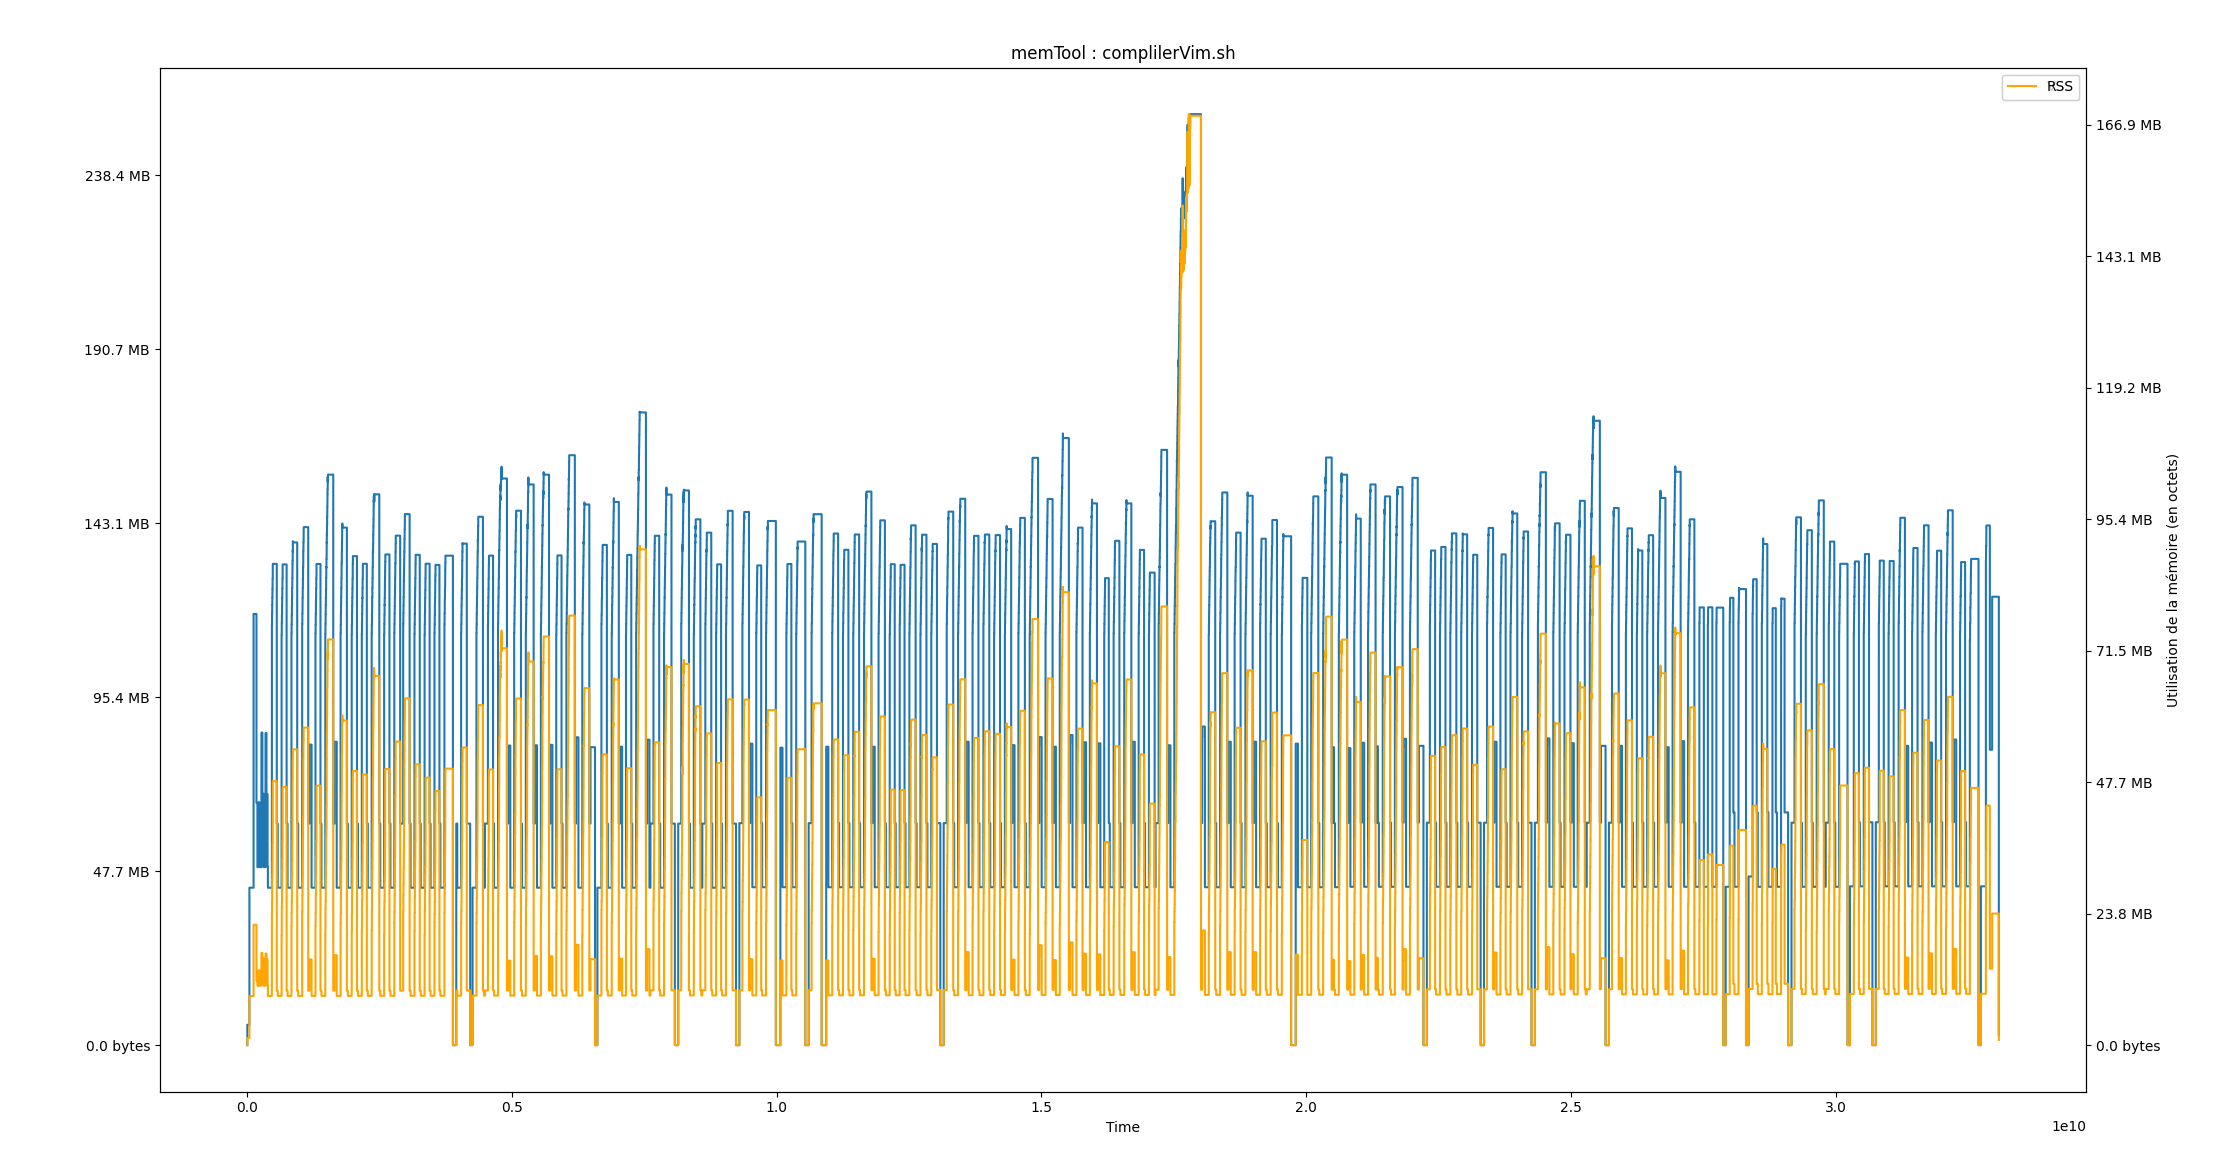 memTool : complilerVim.sh
RSS
238.4 MB
190.7 MB
143.1 MB
95.4 MB
47.7 MB
0.0 bytes
166.9 MB
143.1 MB
119.2 MB
95.4 MB
71.5 MB
47.7 MB
23.8 MB
0.0 bytes
Utilisation de la mémoire (en octets)
0.0
0.5
1.0
1.5
2.0
2.5
3.0
1e10
Time